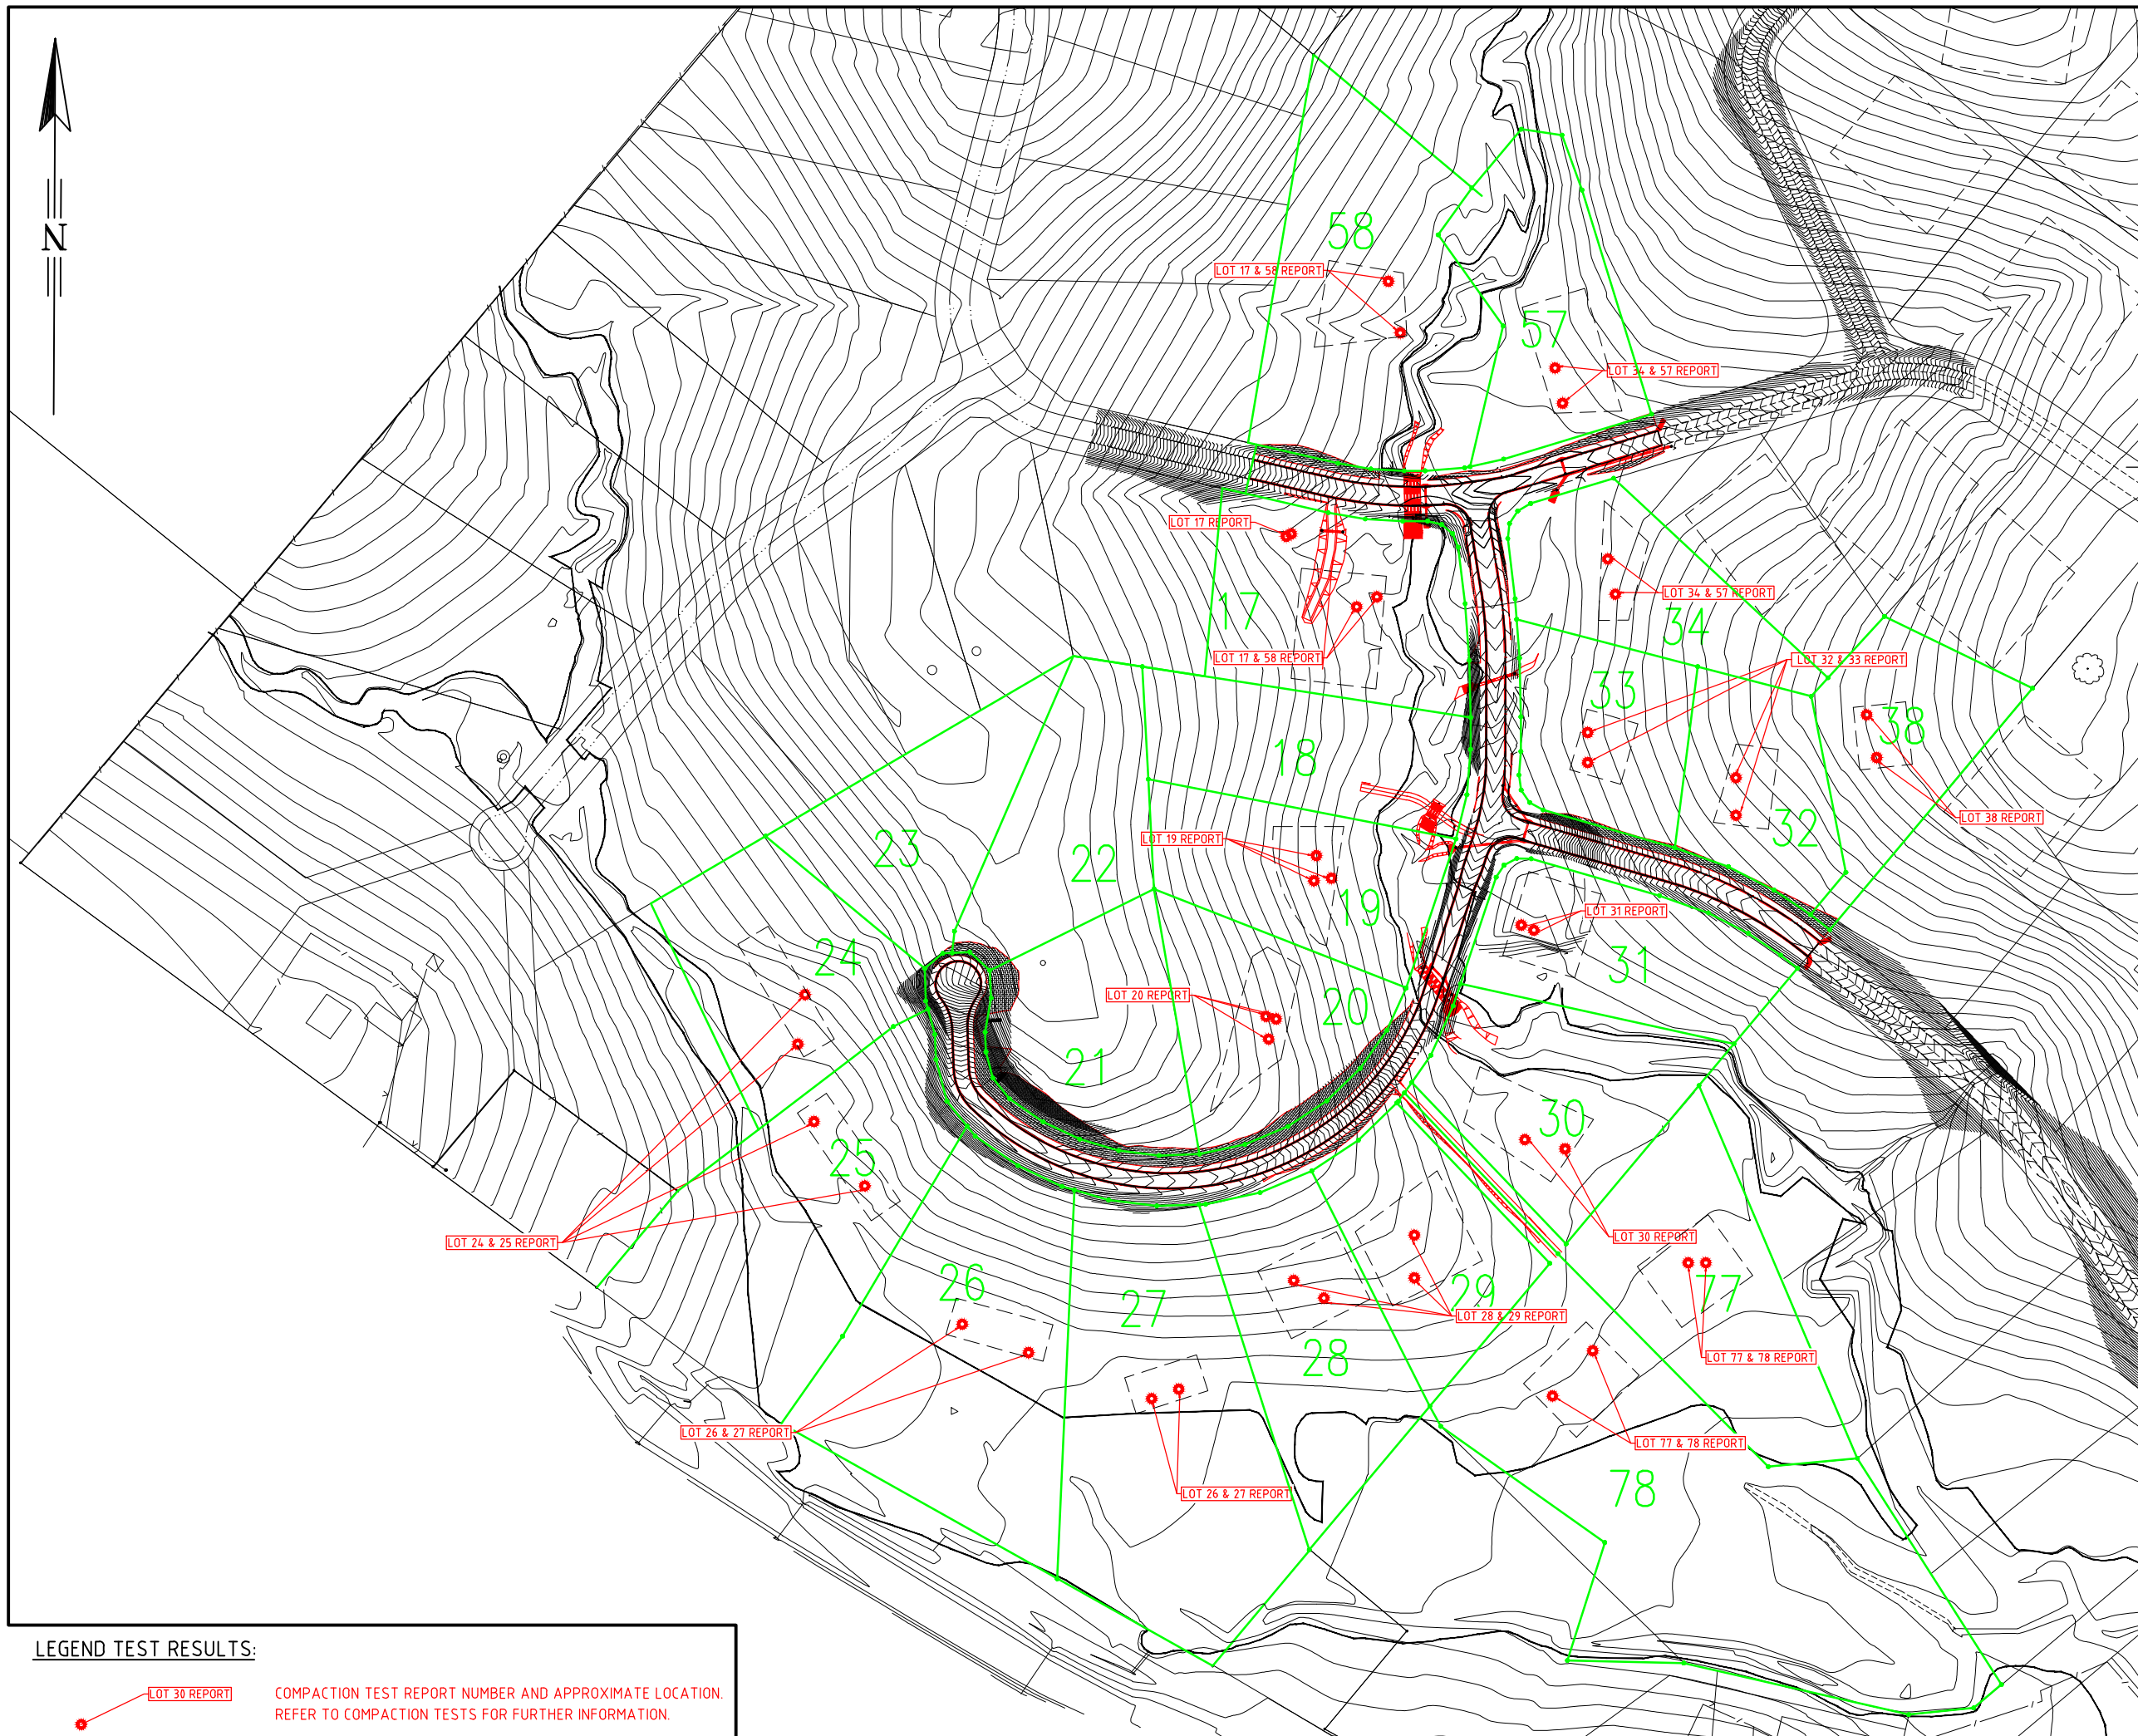 N
58
LOT 17 & 58 REPORT
57
LOT 34 & 57 REPORT
LOT 17 REPORT
17
LOT 34 & 57 REPORT
34
LOT 17 & 58 REPORT
LOT 32 & 33 REPORT
33
38
18
LOT 38 REPORT
32
LOT 19 REPORT
23
22
19
LOT 31 REPORT
24
31
LOT 20 REPORT
20
21
30
25
LOT 30 REPORT
LOT 24 & 25 REPORT
26
29
77
27
LOT 28 & 29 REPORT
28
LOT 77 & 78 REPORT
LOT 26 & 27 REPORT
LOT 77 & 78 REPORT
78
LOT 26 & 27 REPORT
LEGEND TEST RESULTS:
LOT 30 REPORT
COMPACTION TEST REPORT NUMBER AND APPROXIMATE LOCATION.
REFER TO COMPACTION TESTS FOR FURTHER INFORMATION.